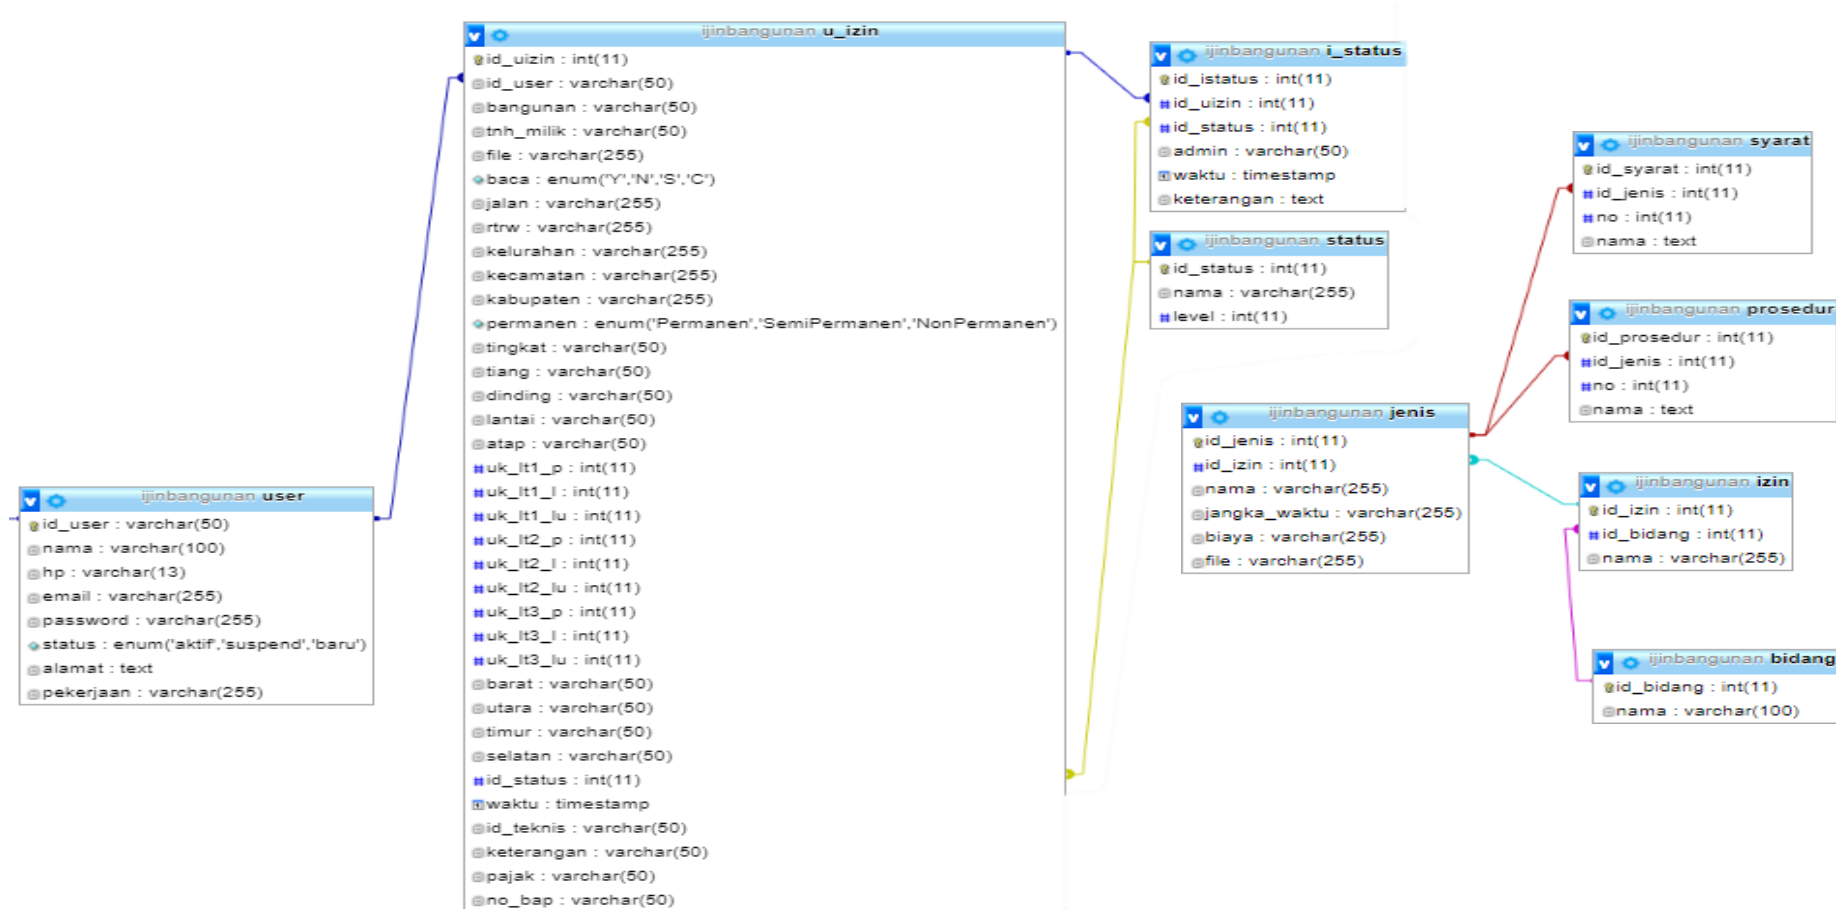 ijinbangunan u_izin
id_uizin : int(11)
id_user : varchar(50)
bangunan : varchar(50)
tnh_milik : varchar(50)
file : varchar(255)
baca : enum('Y','N','S','C')
jalan : varchar(255)
rtrw : varchar(255)
kelurahan : varchar(255)
kecamatan : varchar(255)
kabupaten : varchar(255)
permanen : enum('Permanen','SemiPermanen','NonPermanen')
tingkat : varchar(50)
tiang : varchar(50)
dinding : varchar(50)
lantai : varchar(50)
atap : varchar(50)
# uk_lt1_p : int(11)
# uk_lt1_l : int(11)
# uk_lt1_lu : int(11)
# uk_lt2_p : int(11)
# uk_lt2_l : int(11)
# uk_lt2_lu : int(11)
# uk_lt3_p : int(11)
# uk_lt3_l : int(11)
# uk_lt3_lu : int(11)
barat : varchar(50)
utara : varchar(50)
timur : varchar(50)
selatan : varchar(50)
# id_status : int(11)
waktu : timestamp
id_teknis : varchar(50)
keterangan : varchar(50)
pajak : varchar(50)
no_bap : varchar(50)
ijinbangunan user
id_user : varchar(50)
nama : varchar(100)
hp : varchar(13)
email : varchar(255)
password : varchar(255)
status : enum('aktif','suspend','baru')
alamat : text
pekerjaan : varchar(255)
ijinbangunan i_status
id_istatus : int(11)
# id_uizin : int(11)
# id_status : int(11)
admin : varchar(50)
waktu : timestamp
keterangan : text
ijinbangunan status
id_status : int(11)
nama : varchar(255)
# level : int(11)
ijinbangunan jenis
id_jenis : int(11)
# id_izin : int(11)
nama : varchar(255)
jangka_waktu : varchar(255)
biaya : varchar(255)
file : varchar(255)
ijinbangunan syarat
id_syarat : int(11)
# id_jenis : int(11)
# no : int(11)
nama : text
ijinbangunan prosedur
id_prosedur : int(11)
# id_jenis : int(11)
# no : int(11)
nama : text
ijinbangunan izin
id_izin : int(11)
# id_bidang : int(11)
nama : varchar(255)
ijinbangunan bidang
id_bidang : int(11)
nama : varchar(100)